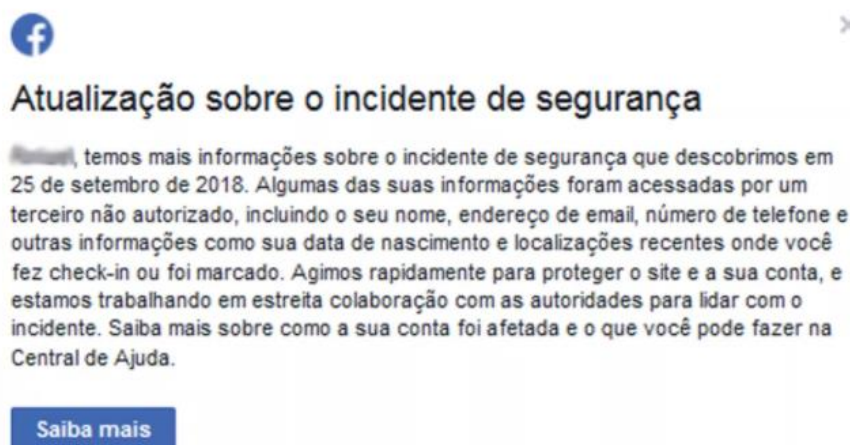 Atualização sobre o incidente de segurança
, temos mais informações sobre o incidente de segurança que descobrimos em
25 de setembro de 2018. Algumas das suas informações foram acessadas por um
terceiro não autorizado, incluindo o seu nome, endereço de email, número de telefone e
outras informações como sua data de nascimento e localizações recentes onde você
fez check-in ou foi marcado. Agimos rapidamente para proteger o site e a sua conta, e
estamos trabalhando em estreita colaboração com as autoridades para lidar com o
incidente. Saiba mais sobre como a sua conta foi afetada e o que você pode fazer na
Central de Ajuda.
Saiba mais